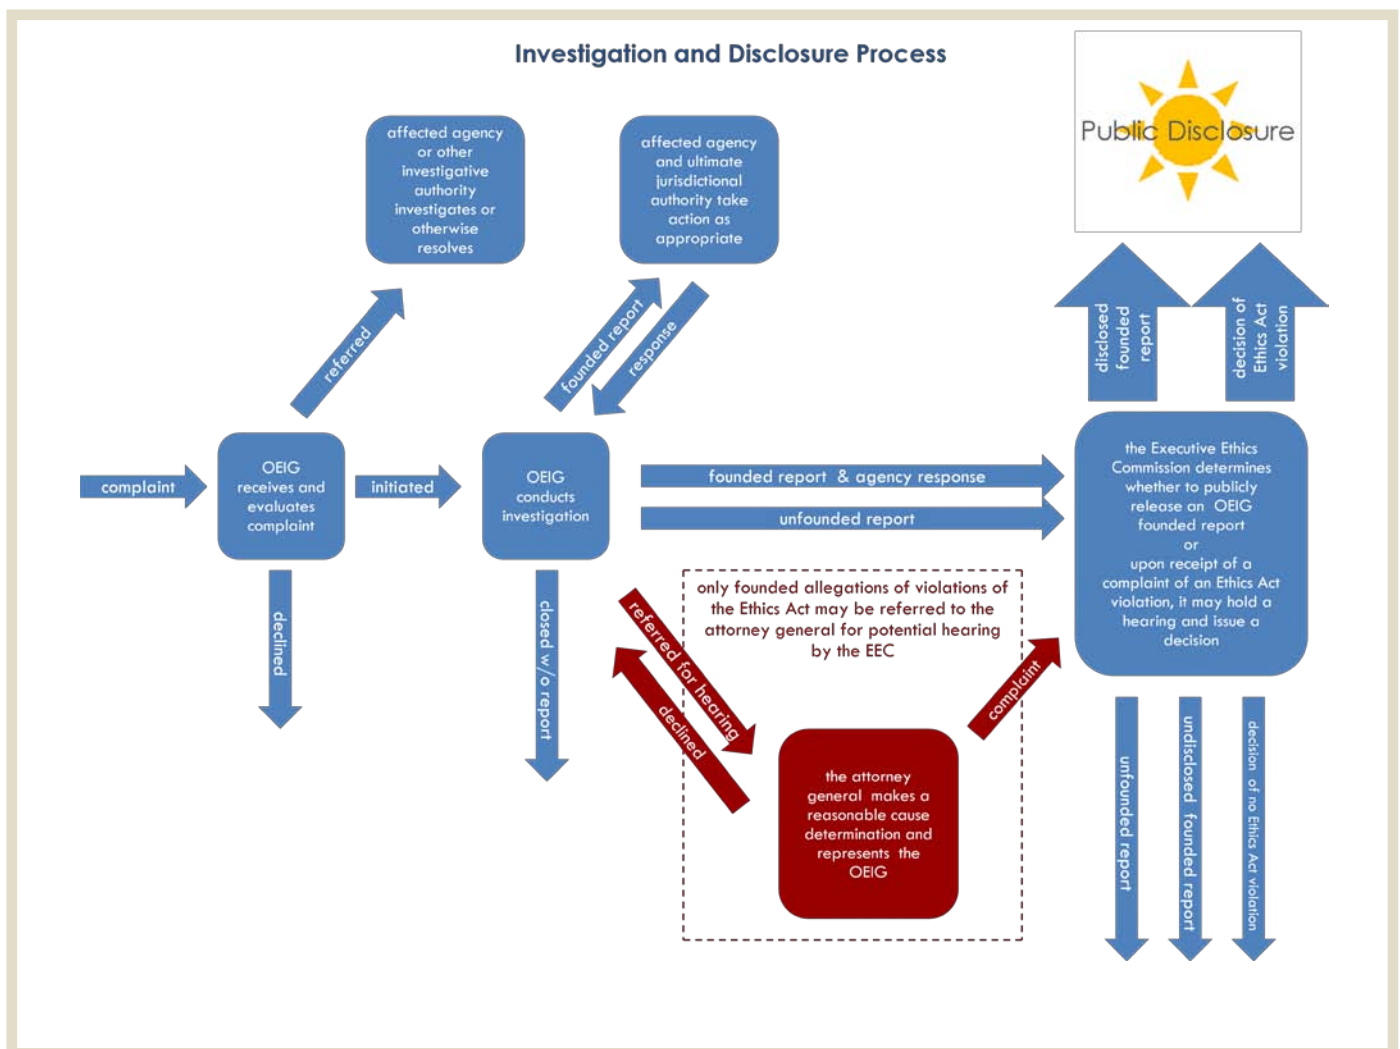 Investigation and Disclosure Process
Public Disclosure
affected agency
or other
investigative
authority
investigates or
otherwise
resolves
affected agency
and ultimate
jurisdictional
authority take
action as
appropriate
referred
founded report
response
disclosed
founded
report
decision of
Ethics Act
violation
complaint
OEIG
receives and
evaluates
complaint
initiated
OEIG
conducts
investigation
founded report & agency response
unfounded report
the Executive Ethics
Commission determines
whether to publicly
release an OEIG
founded report
or
upon receipt of a
complaint of an Ethics Act
violation, it may hold a
hearing and issue a
decision
declined
closed w/o report
only founded allegations of violations of
the Ethics Act may be referred to the
attorney general for potential hearing
by the EEC
referred for hearing
declined
complaint
the attorney
general makes a
reasonable cause
determination and
represents the
OEIG
unfounded report
undisclosed founded report
decision of no Ethics Act violation